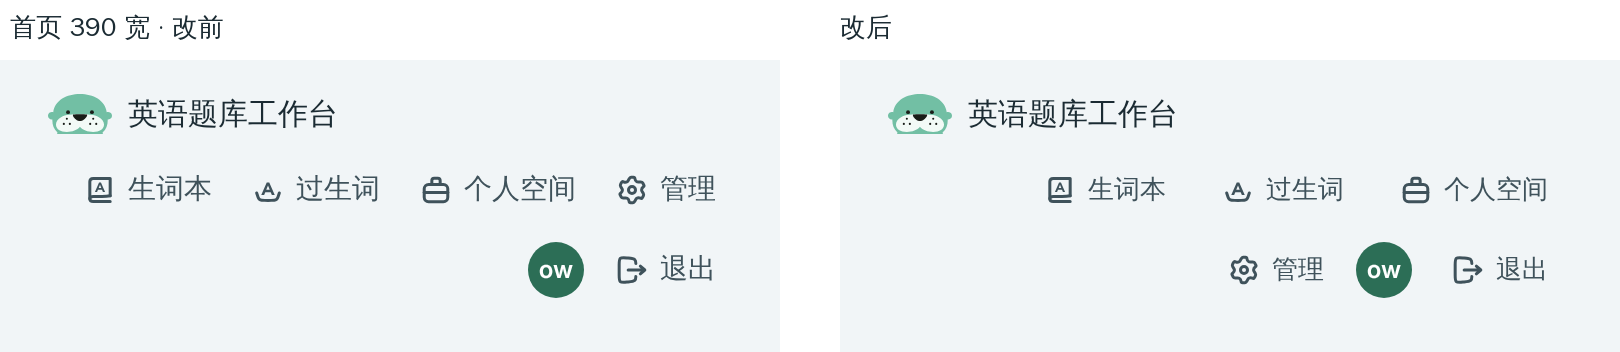 首页 390 宽 · 改前
英语题库工作台
生词本 过生词 个人空间 管理
OW 退出
改后
英语题库工作台
生词本 过生词 个人空间
管理 OW 退出